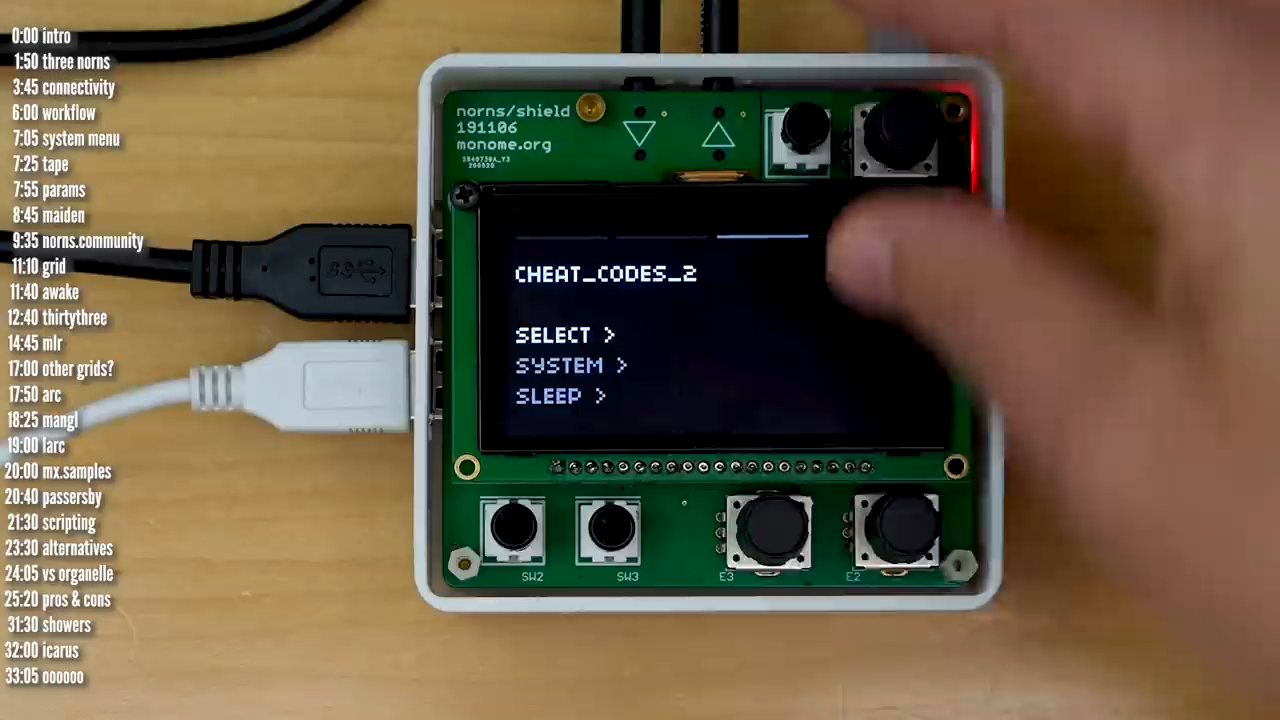 0:00 intro
1:50 three norns
3:45 connectivity
6:00 workflow
7:05 system menu
7:25 tape
7:55 params
8:45 maiden
9:35 norns.community
11:10 grid
11:40 awake
12:40 thirtythree
14:45 mlr
17:00 other grids?
17:50 arc
18:25 mangl
19:00 larc
20:00 mx.samples
20:40 passersby
21:30 scripting
23:30 alternatives
24:05 vs organelle
25:20 pros & cons
31:30 showers
32:00 icarus
33:05 oooooo
norns/shield
191106
monome.org
CHEAT_CODES_2
SELECT >
SYSTEM >
SLEEP >
SW2 SW3 E3 E2